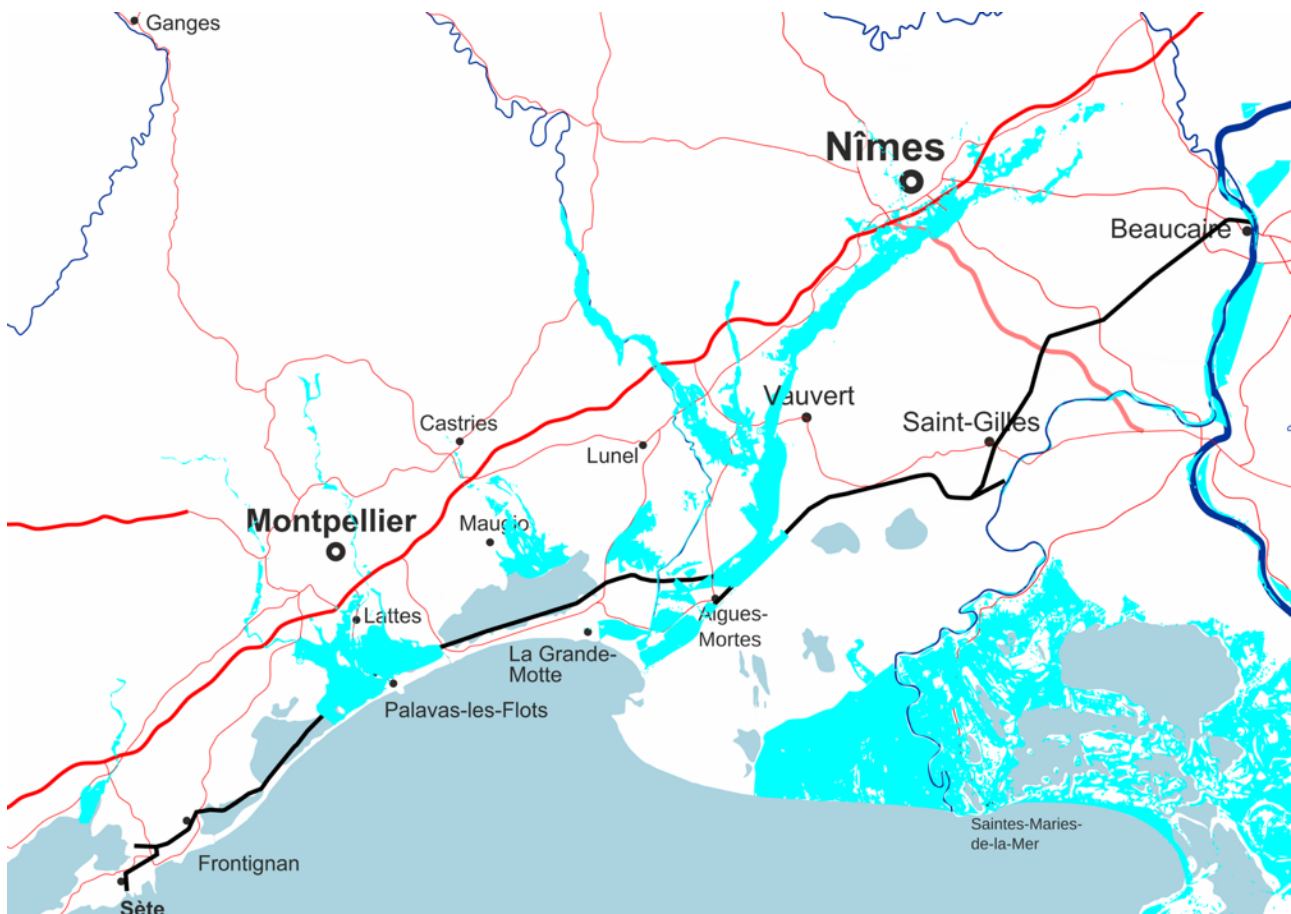 Ganges
Nîmes
Beaucaire
Vauvert
Castries
Saint-Gilles
Lunel
Montpellier
Maugio
Lattes
Aigues-
Mortes
La Grande-
Motte
Palavas-les-Flots
Saintes-Maries-
de-la-Mer
Frontignan
Sète